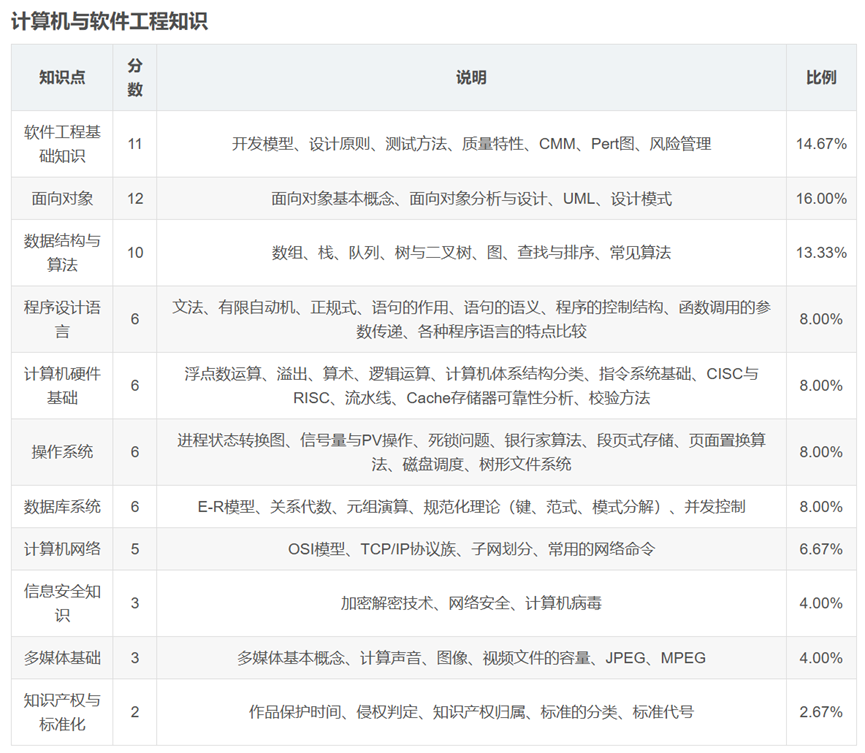 计算机与软件工程知识
知识点
分
数
说明
比例
软件工程基
础知识
11
开发模型、设计原则、测试方法、质量特性、CMM、Pert图、风险管理
14.67%
面向对象
12
面向对象基本概念、面向对象分析与设计、UML、设计模式
16.00%
数据结构与
算法
10
数组、栈、队列、树与二叉树、图、查找与排序、常见算法
13.33%
程序设计语
言
6
文法、有限自动机、正规式、语句的作用、语句的语义、程序的控制结构、函数调用的参
数传递、各种程序语言的特点比较
8.00%
计算机硬件
基础
6
浮点数运算、溢出、算术、逻辑运算、计算机体系结构分类、指令系统基础、CISC与
RISC、流水线、Cache存储器可靠性分析、校验方法
8.00%
操作系统
6
进程状态转换图、信号量与PV操作、死锁问题、银行家算法、段页式存储、页面置换算
法、磁盘调度、树形文件系统
8.00%
数据库系统
6
E-R模型、关系代数、元组演算、规范化理论（键、范式、模式分解）、并发控制
8.00%
计算机网络
5
OSI模型、TCP/IP协议族、子网划分、常用的网络命令
6.67%
信息安全知
识
3
加密解密技术、网络安全、计算机病毒
4.00%
多媒体基础
3
多媒体基本概念、计算声音、图像、视频文件的容量、JPEG、MPEG
4.00%
知识产权与
标准化
2
作品保护时间、侵权判定、知识产权归属、标准的分类、标准代号
2.67%